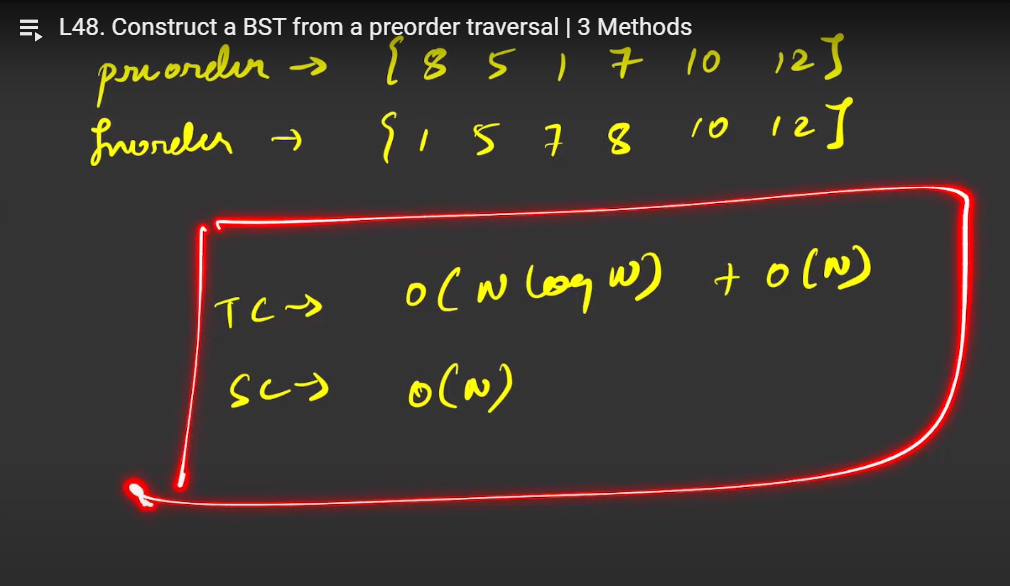 L48. Construct a BST from a preorder traversal | 3 Methods
preorder → { 8 5 1 7 10 12 ]
Inorder → { 1 5 7 8 10 12 ]
TC → O(N log N) + O(N)
SC → O(N)